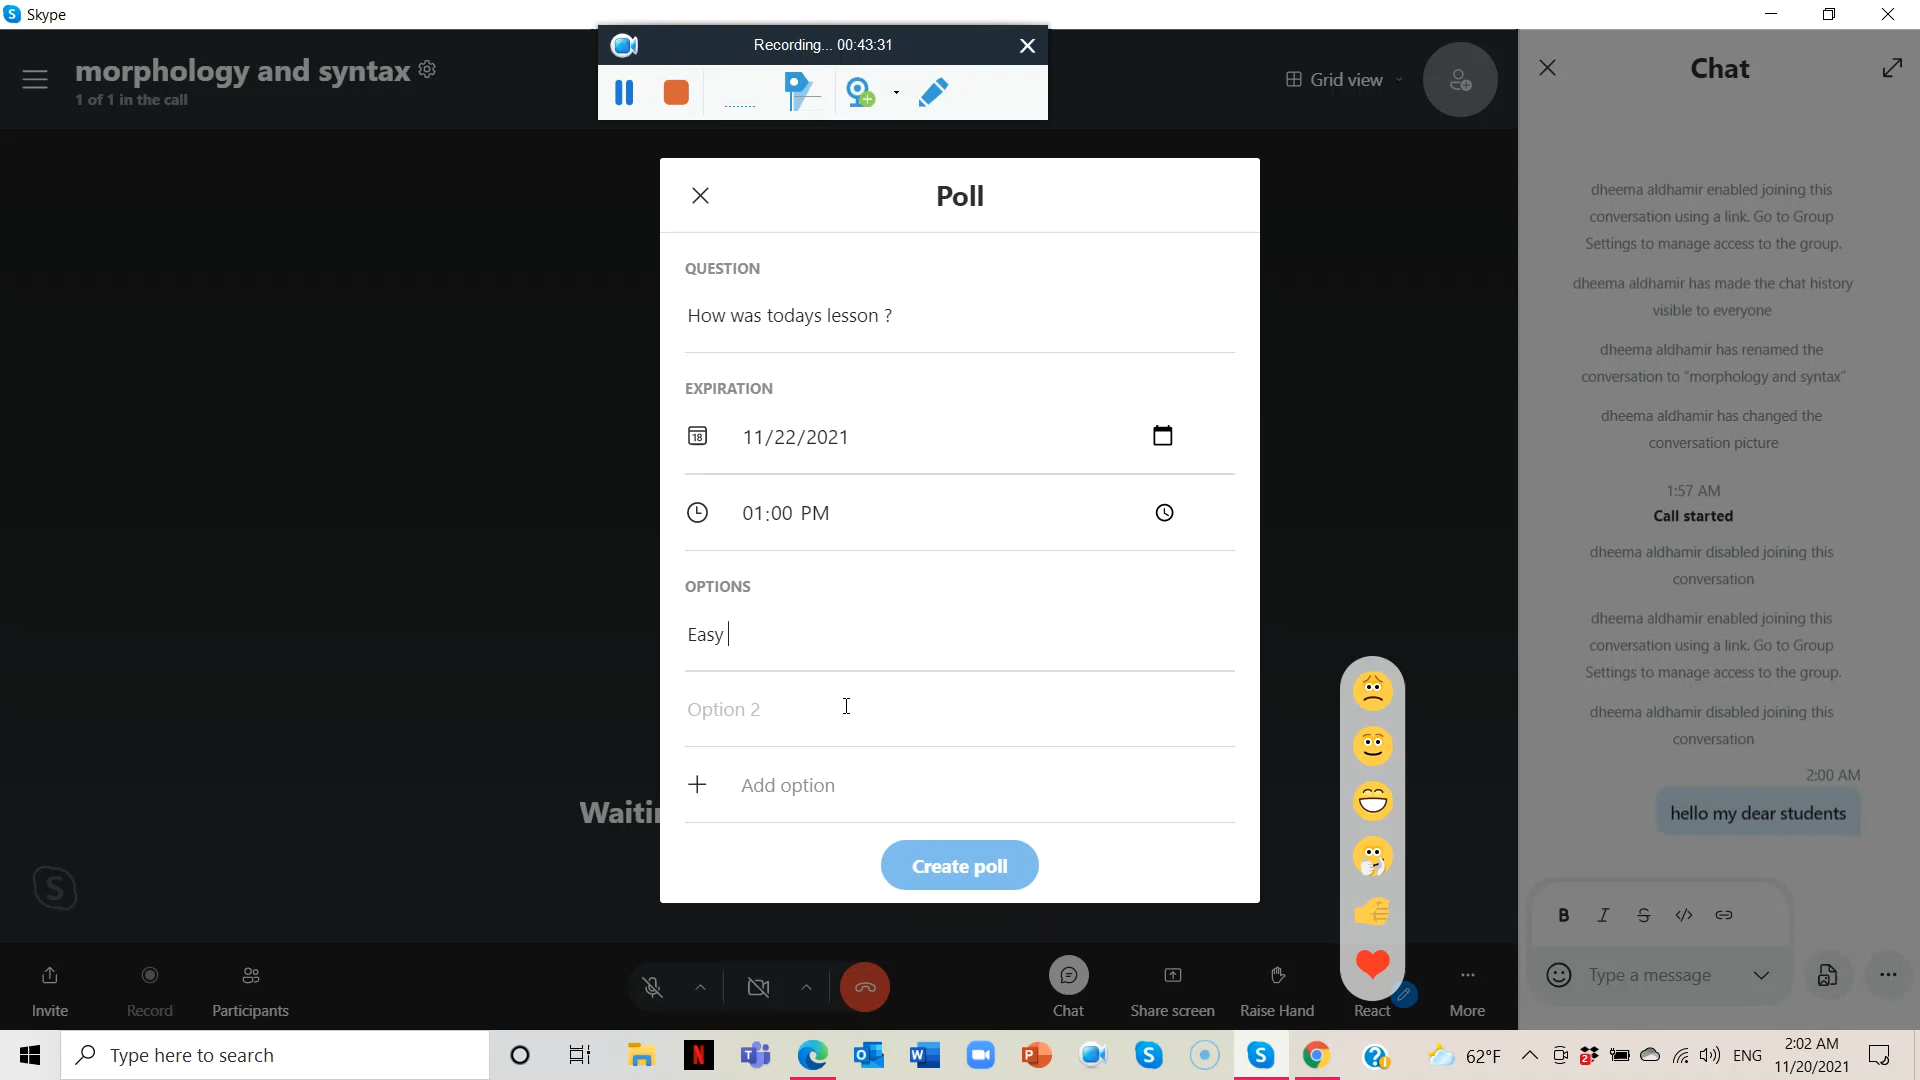 Skype
Recording... 00:43:31
morphology and syntax
1 of 1 in the call
Grid view
Chat
Poll
QUESTION
How was todays lesson ?
EXPIRATION
18
11/22/2021
01:00 PM
OPTIONS
Easy
Option 2
Add option
Create poll
Waitin
dheema aldhamir enabled joining this
conversation using a link. Go to Group
Settings to manage access to the group.
dheema aldhamir has made the chat history
visible to everyone
dheema aldhamir has renamed the
conversation to "morphology and syntax"
dheema aldhamir has changed the
conversation picture
1:57 AM
Call started
dheema aldhamir disabled joining this
conversation
dheema aldhamir enabled joining this
conversation using a link. Go to Group
Settings to manage access to the group.
dheema aldhamir disabled joining this
conversation
2:00 AM
hello my dear students
B I S </>
Type a message
Invite
Record
Participants
Chat
Share screen
Raise Hand
React
More
Type here to search
62°F
ENG
2:02 AM
11/20/2021